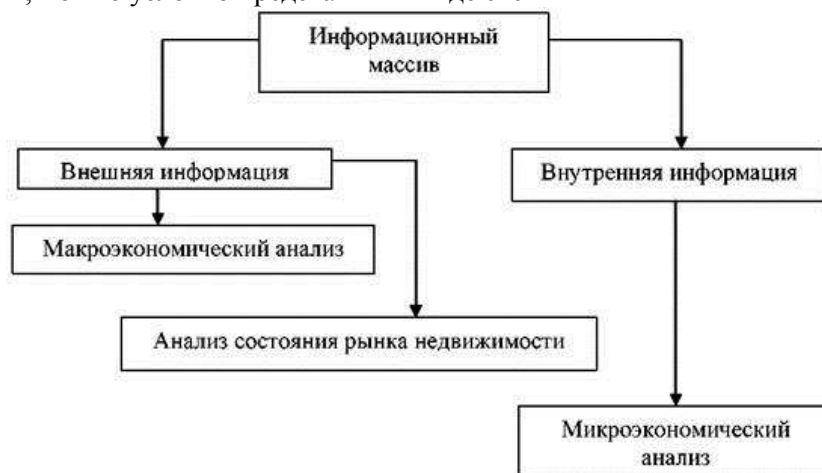 Информационный
массив
Внешняя информация
Внутренняя информация
Макроэкономический анализ
Анализ состояния рынка недвижимости
Микроэкономический
анализ